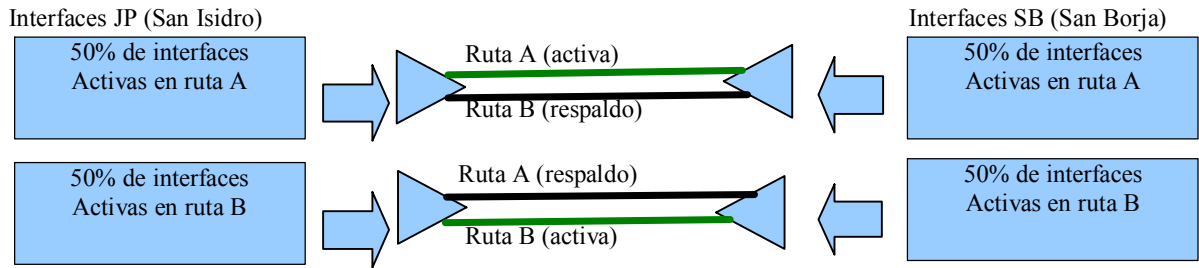 Interfaces JP (San Isidro)
Interfaces SB (San Borja)
50% de interfaces
Activas en ruta A
Ruta A (activa)
Ruta B (respaldo)
50% de interfaces
Activas en ruta A
50% de interfaces
Activas en ruta B
Ruta A (respaldo)
Ruta B (activa)
50% de interfaces
Activas en ruta B